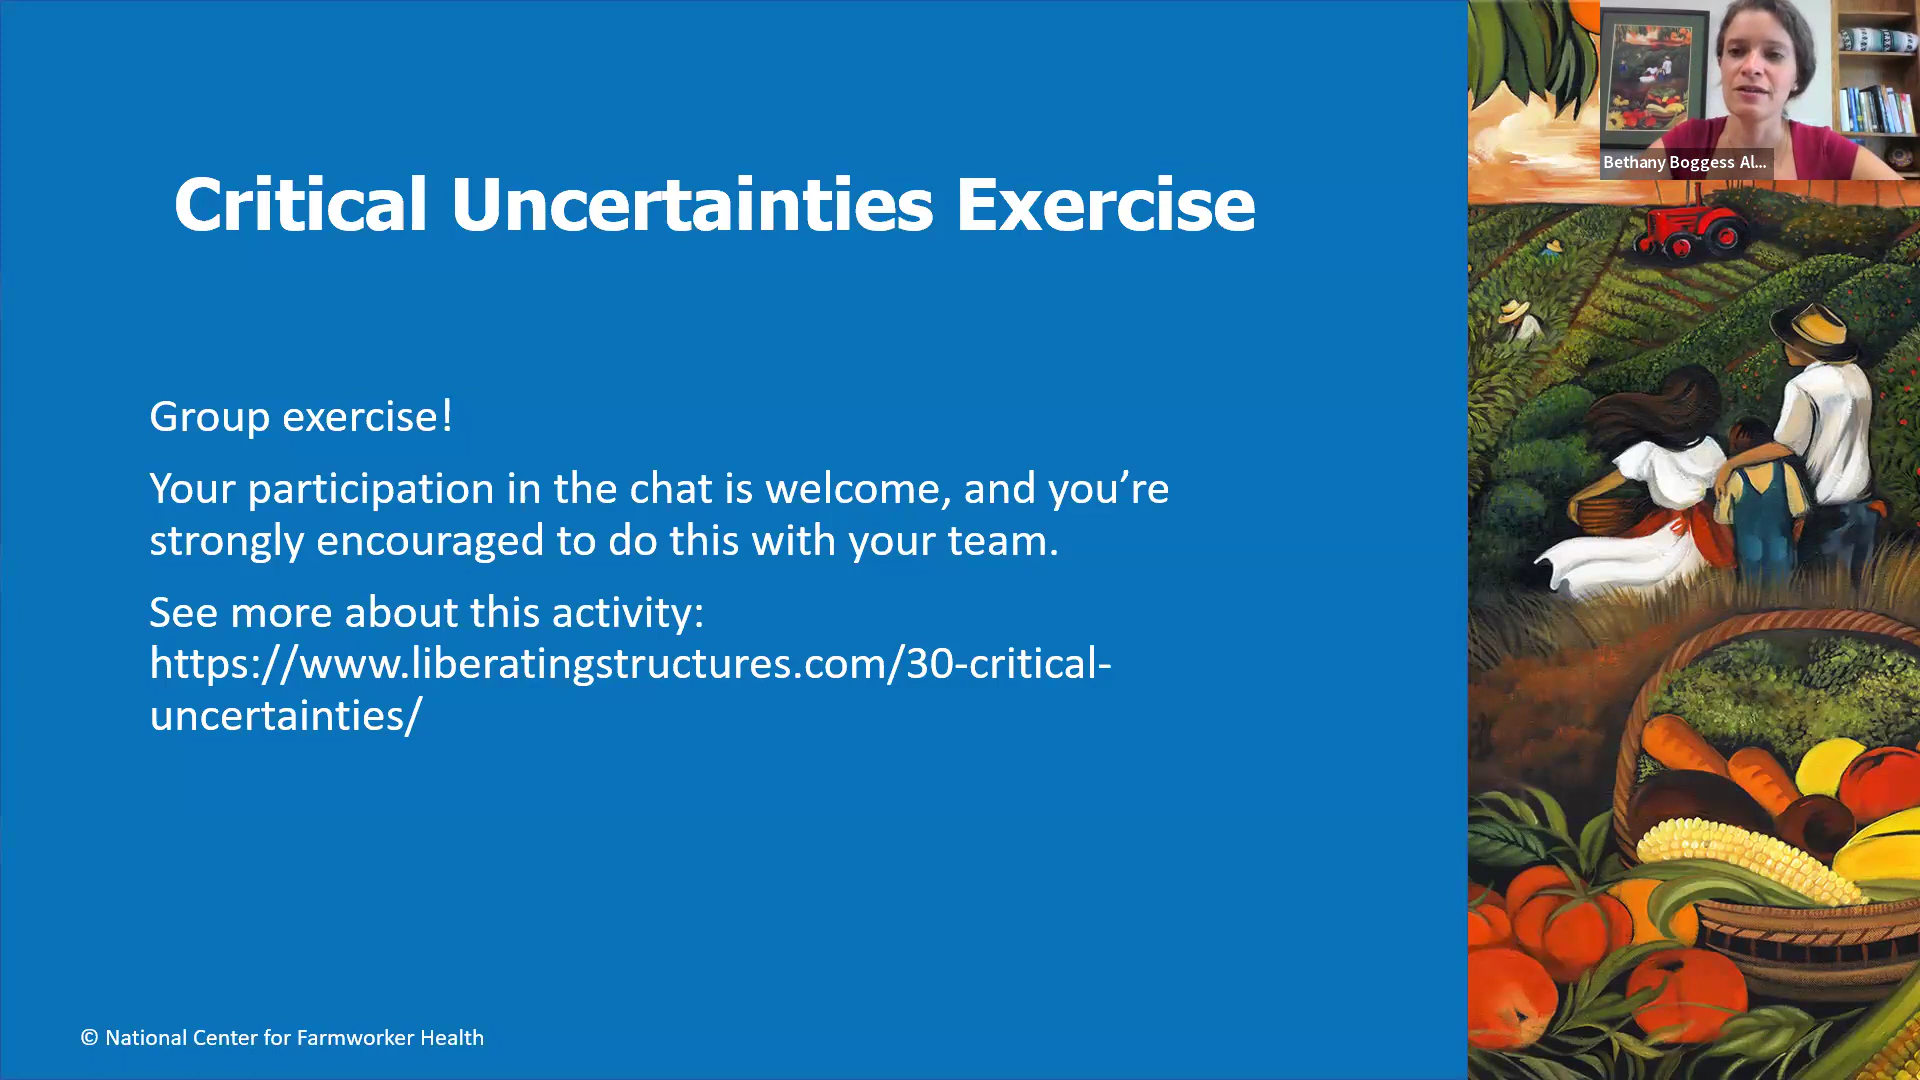 Critical Uncertainties Exercise
Group exercise!
Your participation in the chat is welcome, and you’re
strongly encouraged to do this with your team.
See more about this activity:
https://www.liberatingstructures.com/30-critical-
uncertainties/
© National Center for Farmworker Health
Bethany Boggess Al...